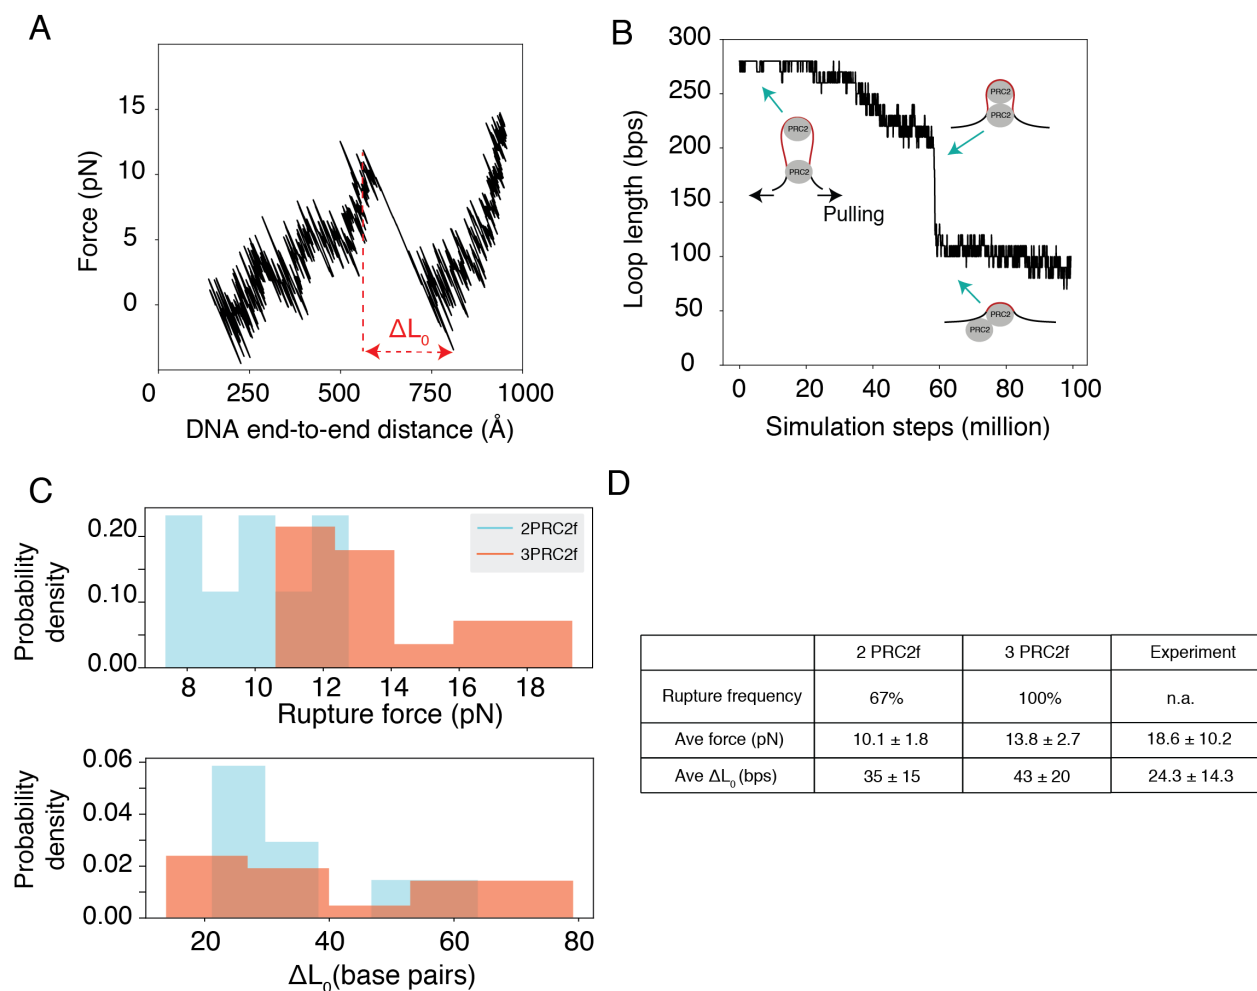 A
Force (pN)
15
10
5
0
ΔL0
0 250 500 750 1000
DNA end-to-end distance (Å)
B
Loop length (bps)
300
250
200
150
100
50
0
PRC2
PRC2
Pulling
PRC2
PRC2
PRC2
PRC2
0 20 40 60 80 100
Simulation steps (million)
C
Probability
density
0.20
0.10
0.00
2PRC2f
3PRC2f
8 10 12 14 16 18
Rupture force (pN)
Probability
density
0.06
0.04
0.02
0.00
20 40 60 80
ΔL0(base pairs)
D
2 PRC2f 3 PRC2f Experiment
Rupture frequency 67% 100% n.a.
Ave force (pN) 10.1 ± 1.8 13.8 ± 2.7 18.6 ± 10.2
Ave ΔL0 (bps) 35 ± 15 43 ± 20 24.3 ± 14.3